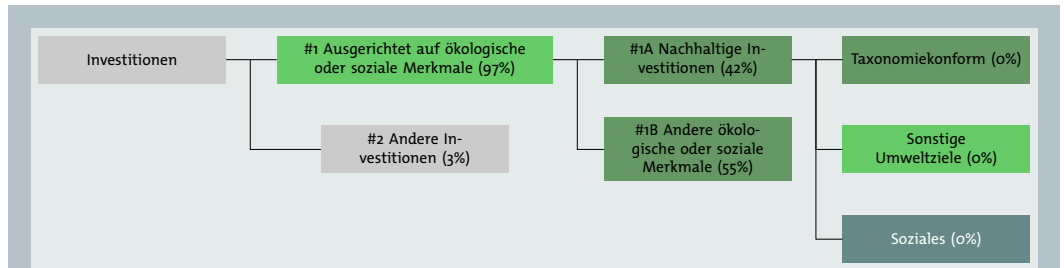 Investitionen
#1 Ausgerichtet auf ökologische
oder soziale Merkmale (97%)
#1A Nachhaltige In-
vestitionen (42%)
Taxonomiekonform (0%)
#2 Andere In-
vestitionen (3%)
#1B Andere ökolo-
gische oder soziale
Merkmale (55%)
Sonstige
Umweltziele (0%)
Soziales (0%)